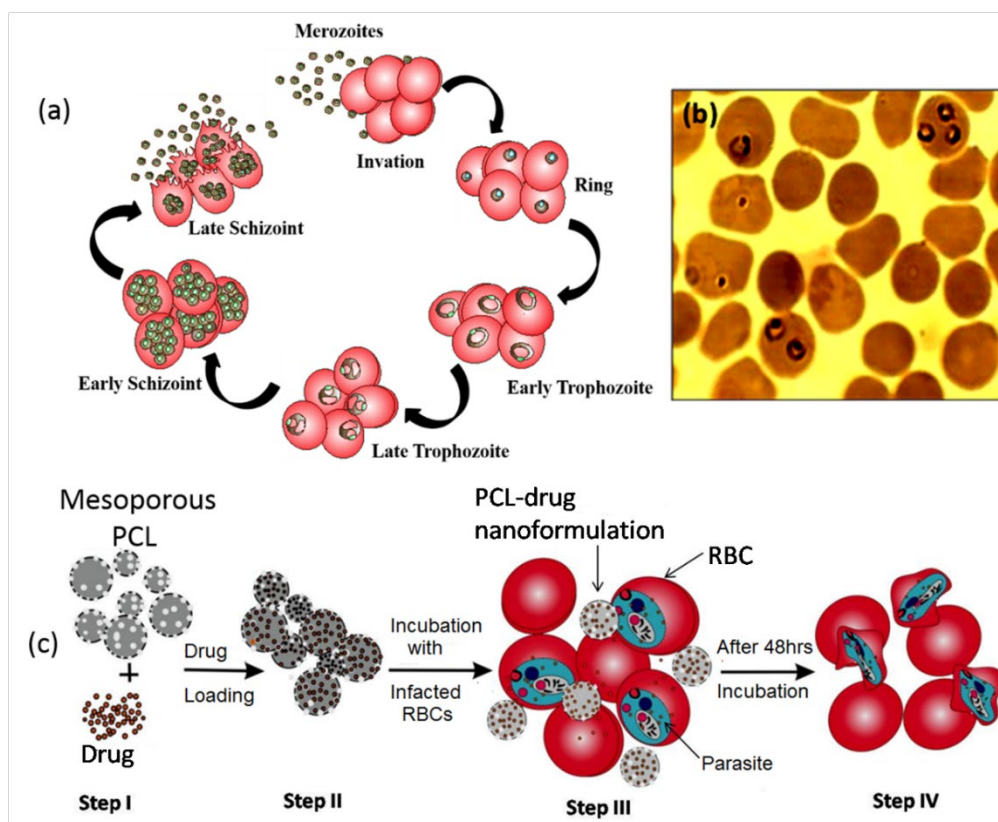 (a)
Merozoites
Invation
Ring
Early Trophozoite
Late Trophozoite
Early Schizoint
Late Schizoint
(b)
(c)
Mesoporous
PCL
+
Drug
Step I
Drug
Loading
Step II
Incubation
with
Infacted
RBCs
PCL-drug
nanoformulation
RBC
Parasite
Step III
After 48hrs
Incubation
Step IV